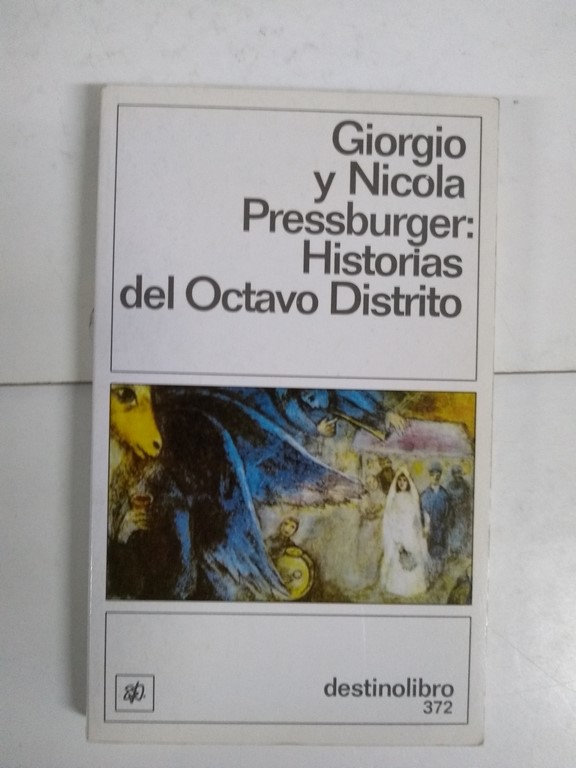 Giorgio
y Nicola
Pressburger:
Historias
del Octavo Distrito
destinolibro
372